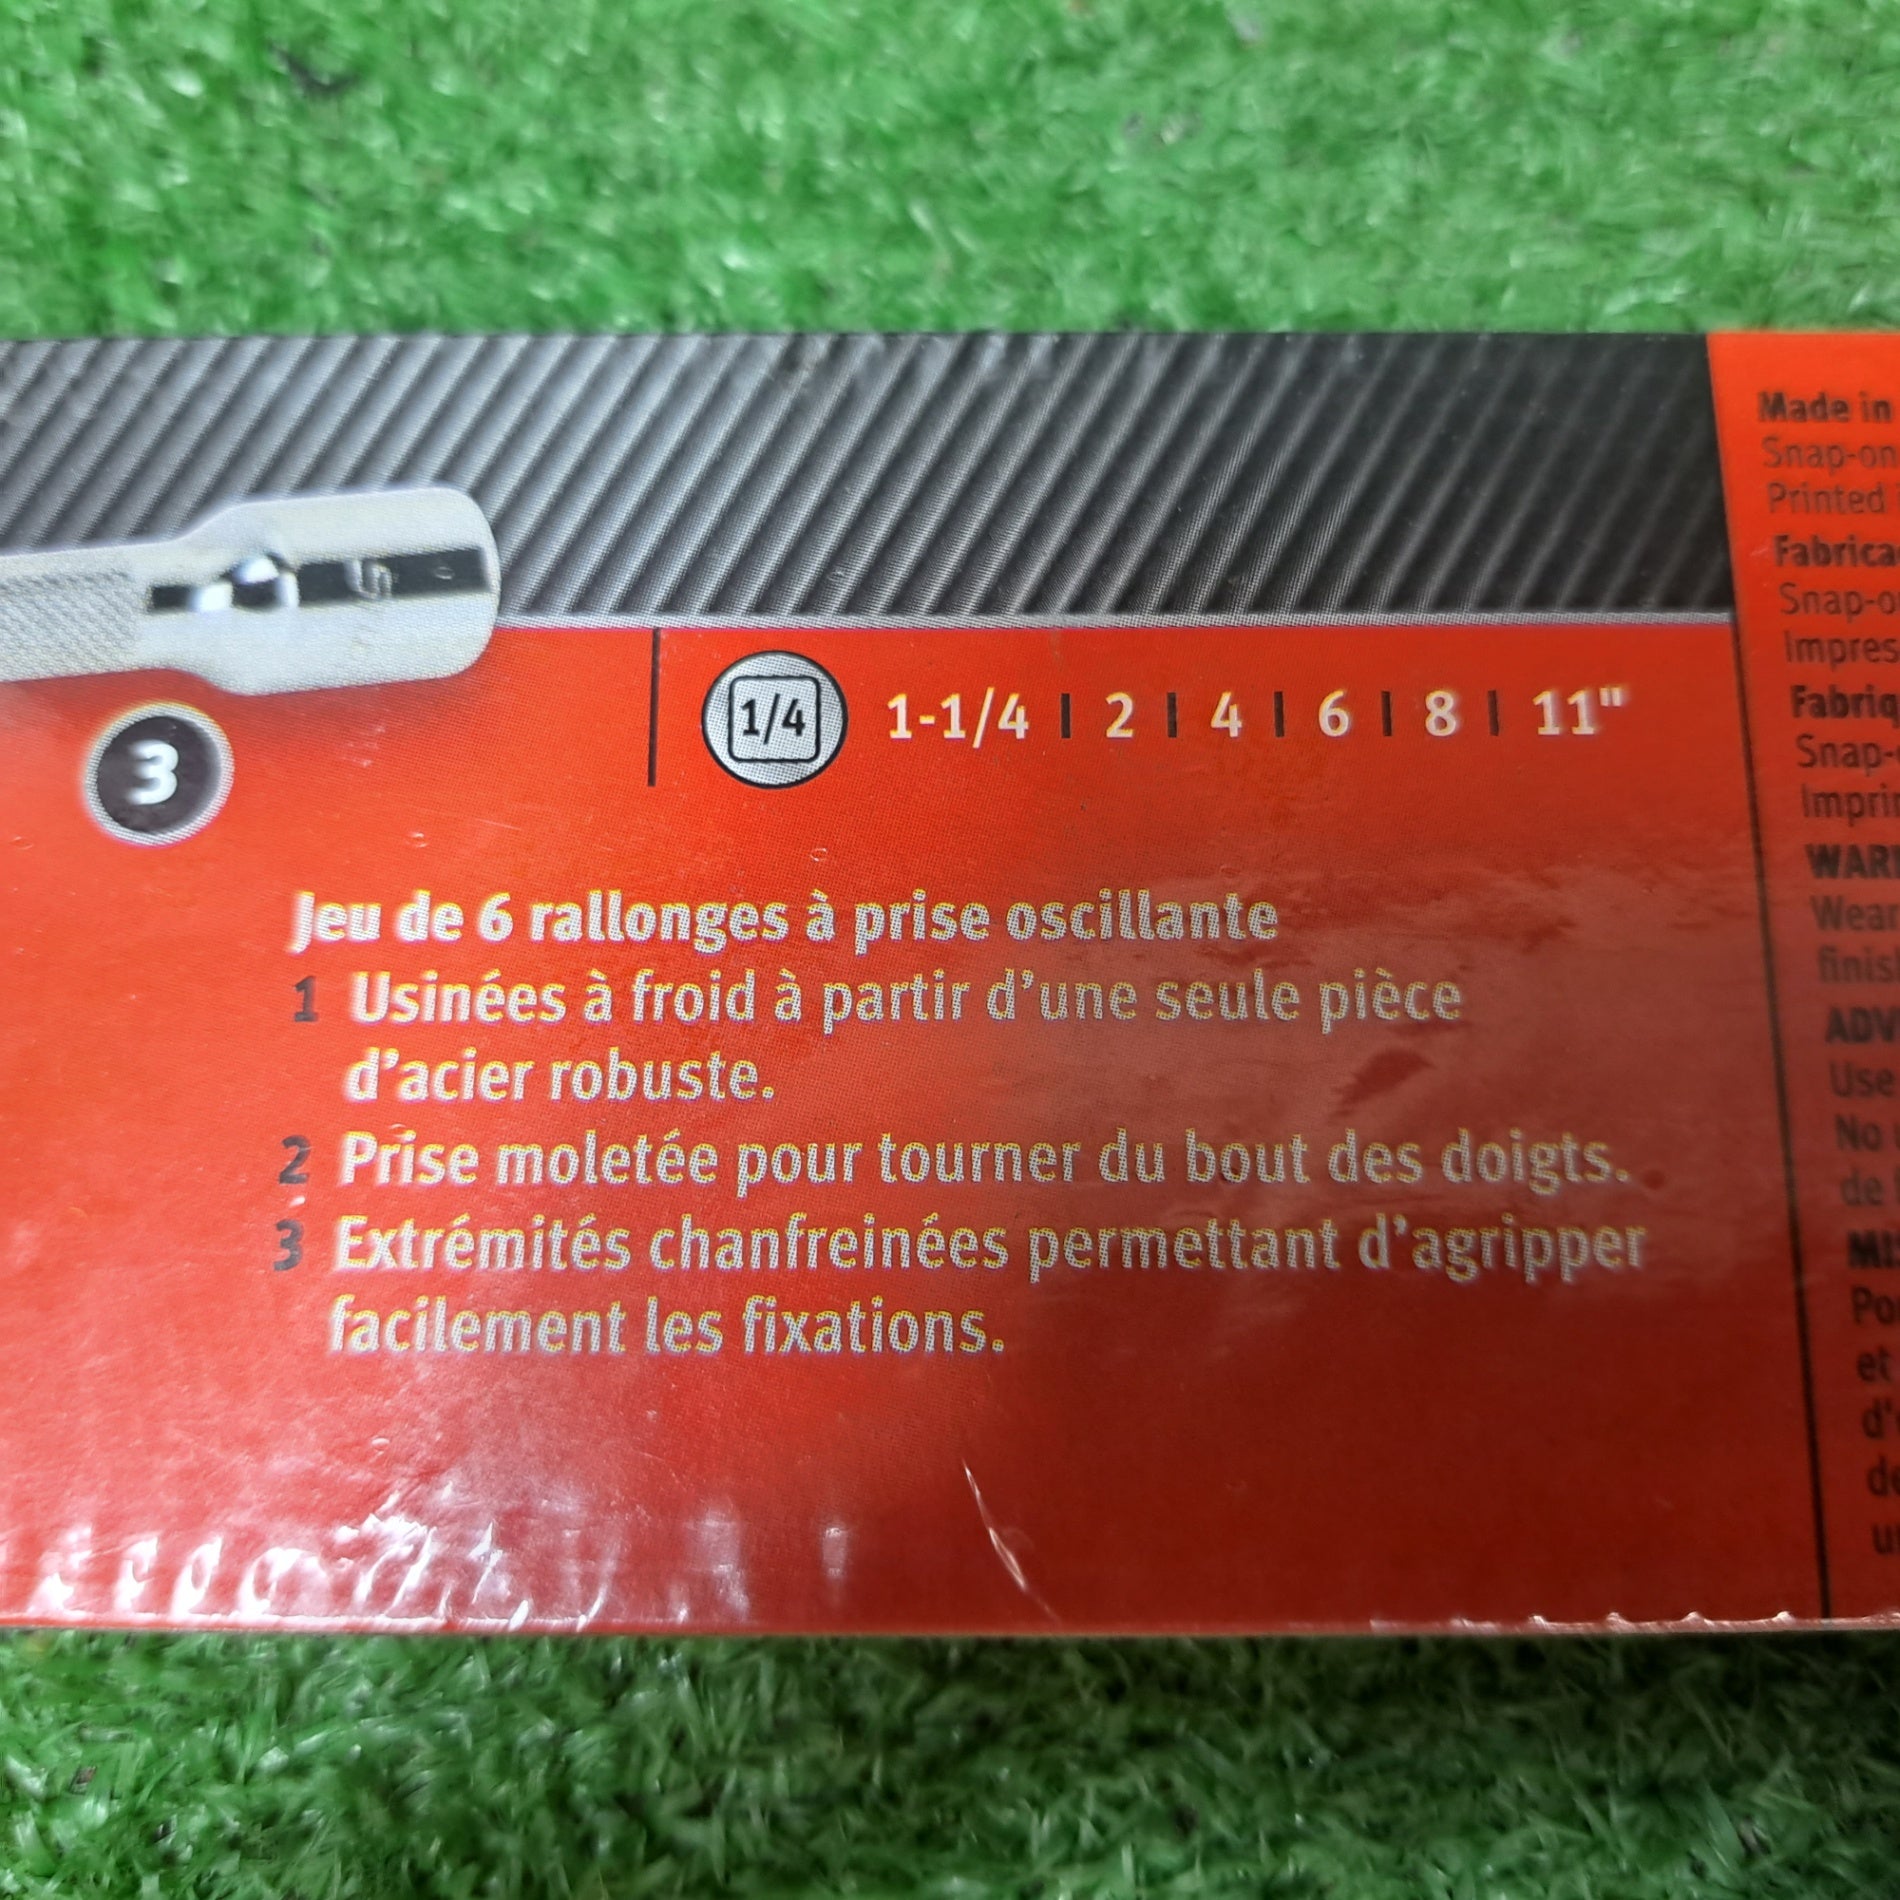 3
1/4 1-1/4 | 2 | 4 | 6 | 8 | 11"
Jeu de 6 rallonges à prise oscillante
1 Usinées à froid à partir d'une seule pièce
d'acier robuste.
2 Prise moletée pour tourner du bout des doigts.
3 Extrémités chanfreinées permettant d'agripper
facilement les fixations.
Made in
Snap-on
Printed
Fabrica
Snap-o
Impres
Fabriq
Snap-
Imprin
WAR
Wear
finish
ADV
Use
No
de
Po
et
d'
de